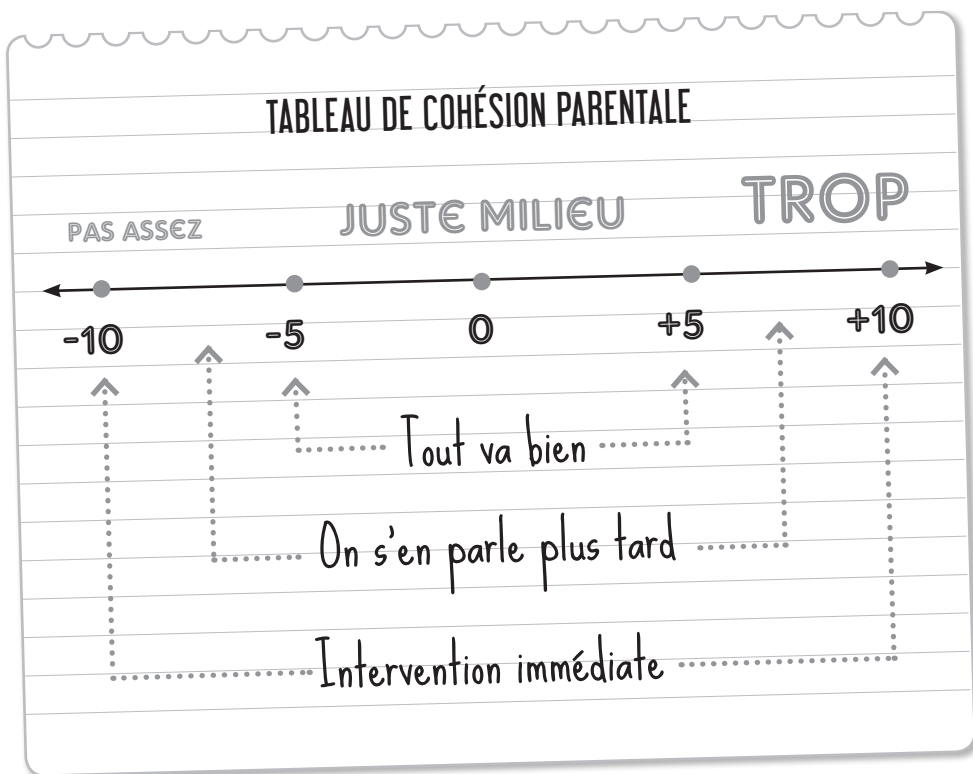 TABLEAU DE COHÉSION PARENTALE
PAS ASSEZ JUSTE MILIEU TROP
-10 -5 0 +5 +10
Tout va bien
On s'en parle plus tard
Intervention immédiate